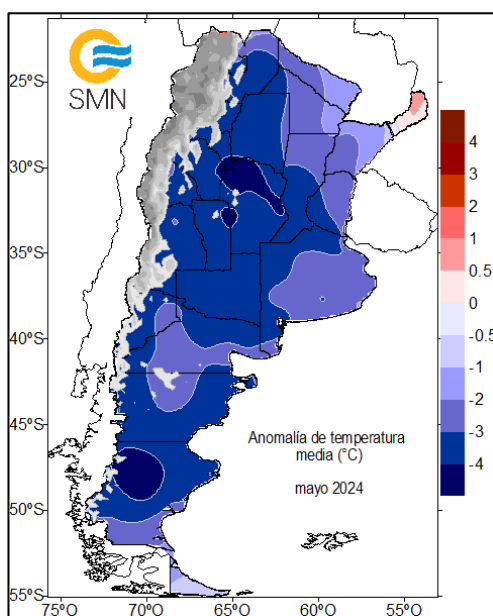 SMN
25°S
30°S
35°S
40°S
45°S
50°S
55°S
75°O
70°O
65°O
60°O
55°O
4
3
2
1
0.5
0
-0.5
-1
-2
-3
-4
Anomalía de temperatura
media (°C)
mayo 2024